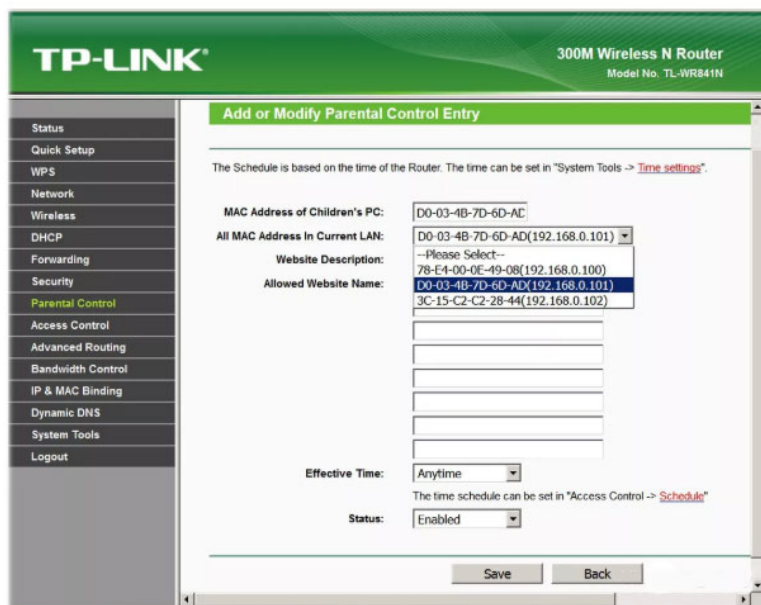 TP-LINK®
300M Wireless N Router
Model No. TL-WR841N
Status
Quick Setup
WPS
Network
Wireless
DHCP
Forwarding
Security
Parental Control
Access Control
Advanced Routing
Bandwidth Control
IP & MAC Binding
Dynamic DNS
System Tools
Logout
Add or Modify Parental Control Entry
The Schedule is based on the time of the Router. The time can be set in "System Tools -> Time settings".
MAC Address of Children's PC: D0-03-4B-7D-6D-AD
All MAC Address In Current LAN: D0-03-4B-7D-6D-AD(192.168.0.101)
--Please Select--
78-E4-00-0E-49-08(192.168.0.100)
D0-03-4B-7D-6D-AD(192.168.0.101)
3C-15-C2-C2-28-44(192.168.0.102)
Website Description:
Allowed Website Name:
Effective Time: Anytime
The time schedule can be set in "Access Control -> Schedule"
Status: Enabled
Save Back